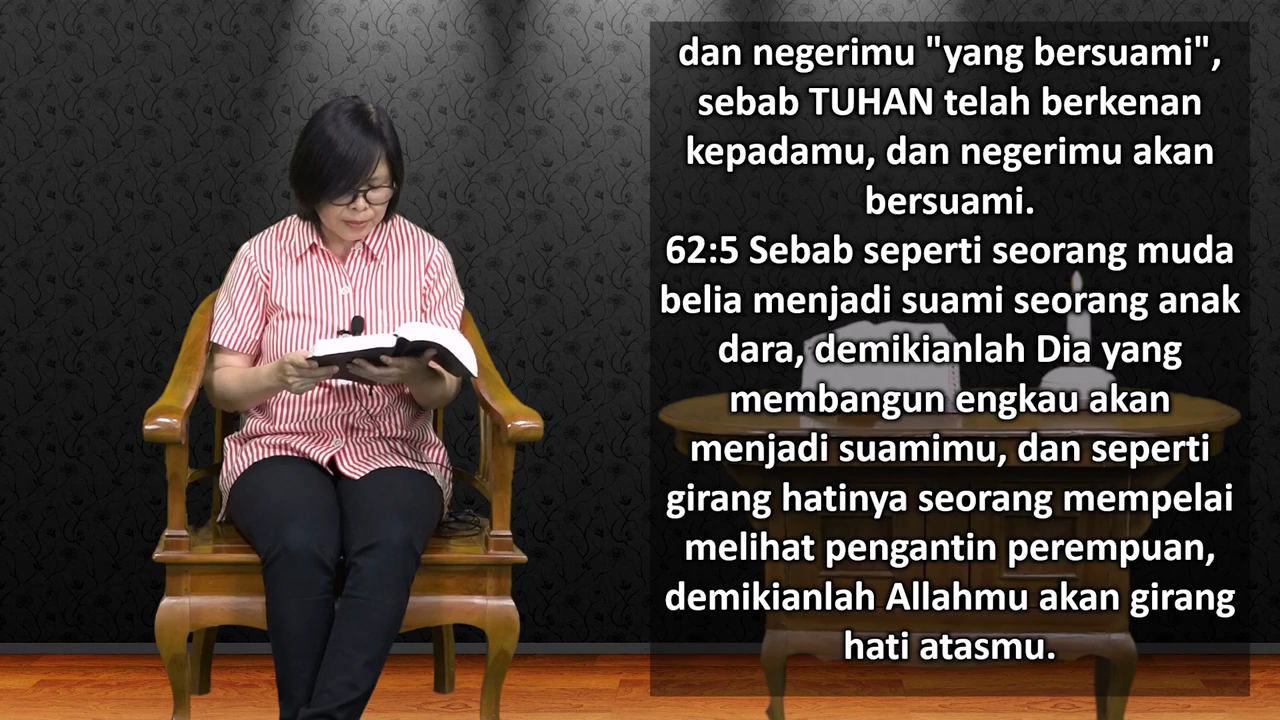 dan negerimu "yang bersuami",
sebab TUHAN telah berkenan
kepadamu, dan negerimu akan
bersuami.
62:5 Sebab seperti seorang muda
belia menjadi suami seorang anak
dara, demikianlah Dia yang
membangun engkau akan
menjadi suamimu, dan seperti
girang hatinya seorang mempelai
melihat pengantin perempuan,
demikianlah Allahmu akan girang
hati atasmu.